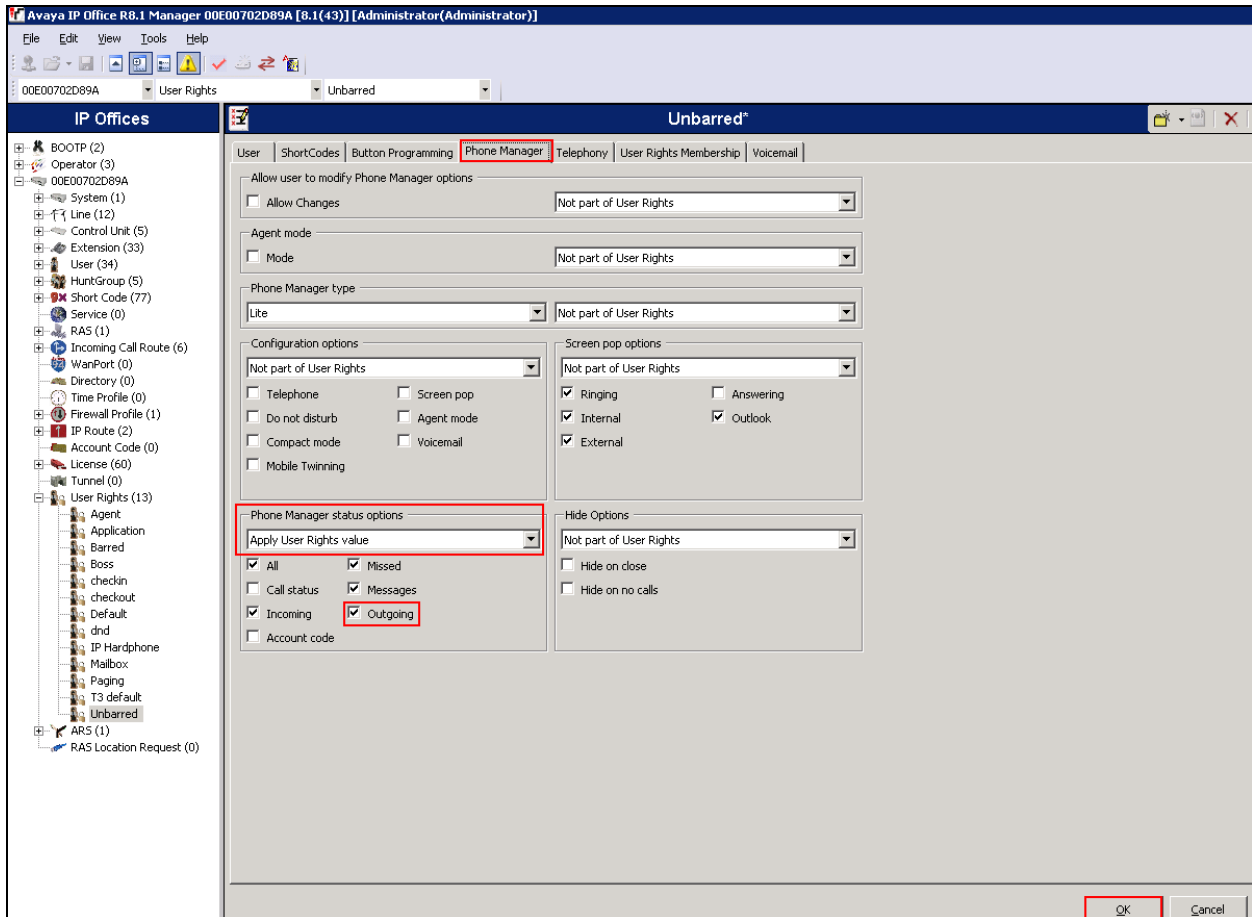 Avaya IP Office R8.1 Manager 00E00702D89A [8.1(43)] [Administrator(Administrator)]
File Edit View Tools Help
00E00702D89A User Rights Unbarred
IP Offices
BOOTP (2)
Operator (3)
00E00702D89A
System (1)
Line (12)
Control Unit (5)
Extension (33)
User (34)
HuntGroup (5)
Short Code (77)
Service (0)
RAS (1)
Incoming Call Route (6)
WanPort (0)
Directory (0)
Time Profile (0)
Firewall Profile (1)
IP Route (2)
Account Code (0)
License (60)
Tunnel (0)
User Rights (13)
Agent
Application
Barred
Boss
checkin
checkout
Default
dnd
IP Hardphone
Mailbox
Paging
T3 default
Unbarred
ARS (1)
RAS Location Request (0)
Unbarred*
User ShortCodes Button Programming Phone Manager Telephony User Rights Membership Voicemail
Allow user to modify Phone Manager options
Allow Changes Not part of User Rights
Agent mode
Mode Not part of User Rights
Phone Manager type
Lite Not part of User Rights
Configuration options
Not part of User Rights
Telephone Screen pop
Do not disturb Agent mode
Compact mode Voicemail
Mobile Twinning
Screen pop options
Not part of User Rights
Ringing Answering
Internal Outlook
External
Phone Manager status options
Apply User Rights value
All Missed
Call status Messages
Incoming Outgoing
Account code
Hide Options
Not part of User Rights
Hide on close
Hide on no calls
OK Cancel